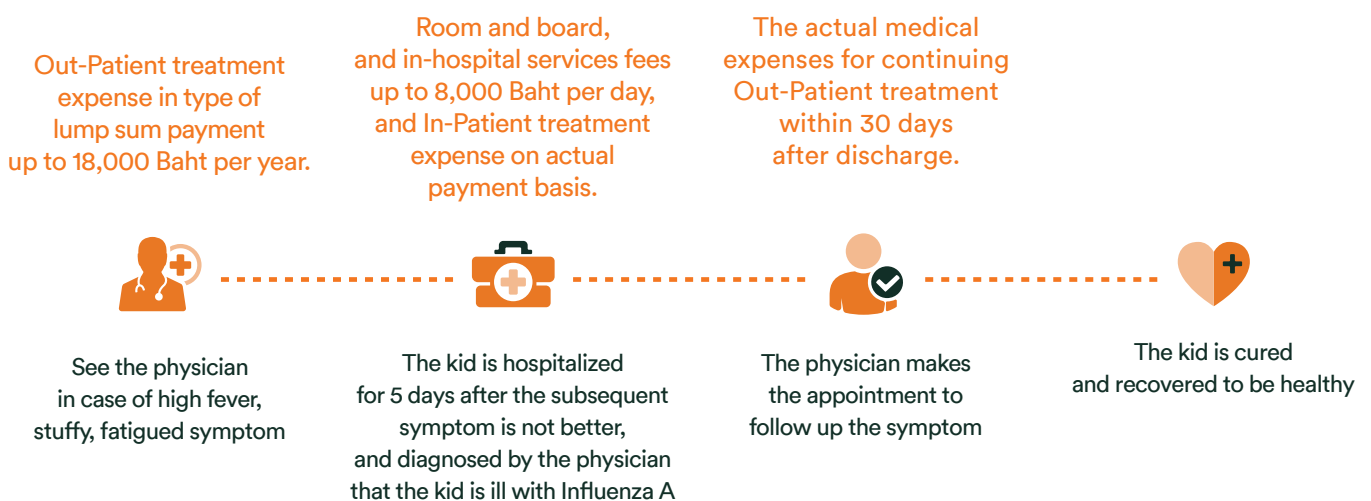 Out-Patient treatment
expense in type of
lump sum payment
up to 18,000 Baht per year.
Room and board,
and in-hospital services fees
up to 8,000 Baht per day,
and In-Patient treatment
expense on actual
payment basis.
The actual medical
expenses for continuing
Out-Patient treatment
within 30 days
after discharge.
See the physician
in case of high fever,
stuffy, fatigued symptom
The kid is hospitalized
for 5 days after the subsequent
symptom is not better,
and diagnosed by the physician
that the kid is ill with Influenza A
The physician makes
the appointment to
follow up the symptom
The kid is cured
and recovered to be healthy